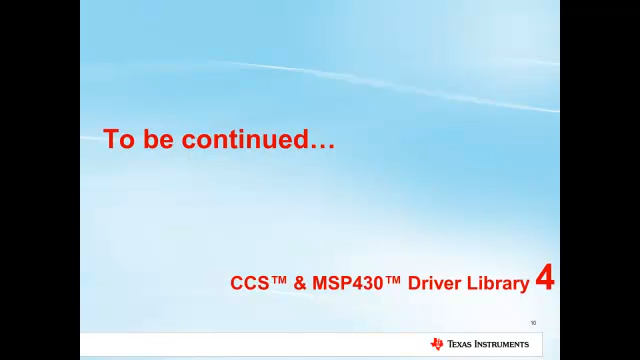 To be continued…
CCS™ & MSP430™ Driver Library 4
10
TEXAS INSTRUMENTS